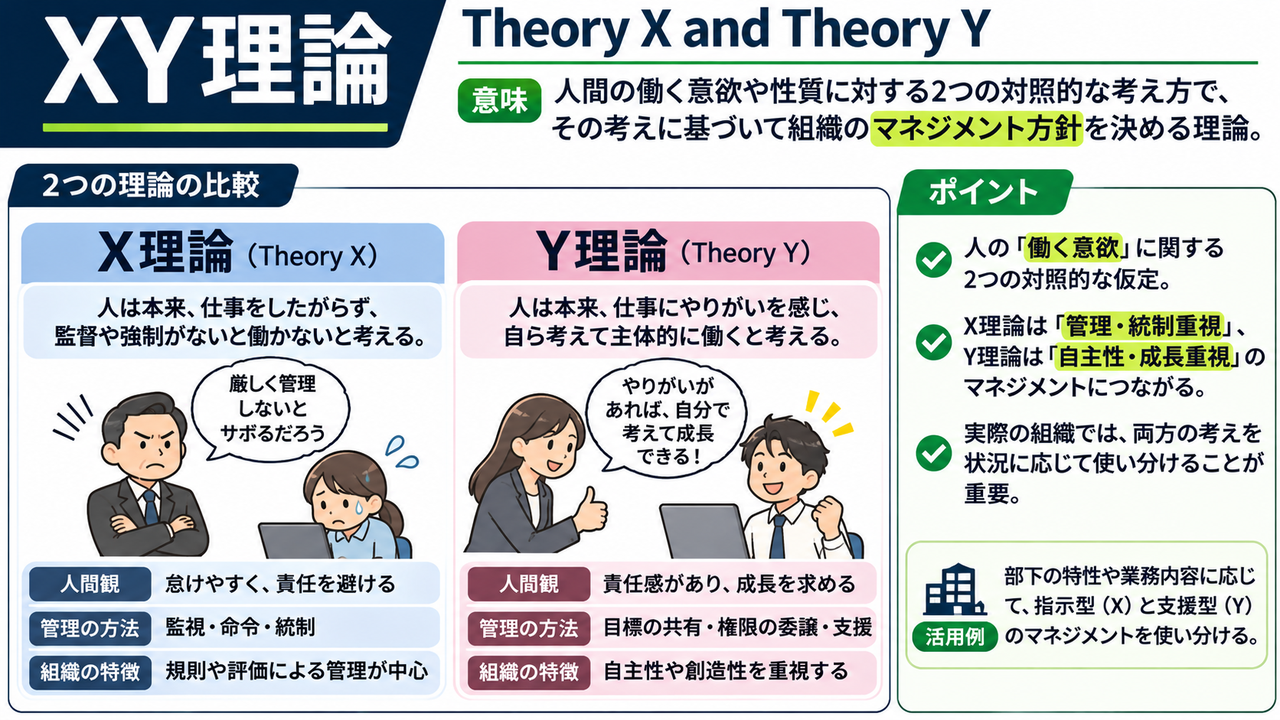 XY理論
Theory X and Theory Y
意味
人間の働く意欲や性質に対する2つの対照的な考え方で、
その考えに基づいて組織のマネジメント方針を決める理論。
2つの理論の比較
X理論（Theory X）
人は本来、仕事をしたがらず、
監督や強制がないと働かないと考える。
厳しく管理
しないと
サボるだろう
人間観 怠けやすく、責任を避ける
管理の方法 監視・命令・統制
組織の特徴 規則や評価による管理が中心
Y理論（Theory Y）
人は本来、仕事にやりがいを感じ、
自ら考えて主体的に働くと考える。
やりがいが
あれば、自分で
考えて成長
できる！
人間観 責任感があり、成長を求める
管理の方法 目標の共有・権限の委譲・支援
組織の特徴 自主性や創造性を重視する
ポイント
人の「働く意欲」に関する
2つの対照的な仮定。
X理論は「管理・統制重視」、
Y理論は「自主性・成長重視」の
マネジメントにつながる。
実際の組織では、両方の考えを
状況に応じて使い分けることが
重要。
活用例
部下の特性や業務内容に応じ
て、指示型（X）と支援型（Y）
のマネジメントを使い分ける。